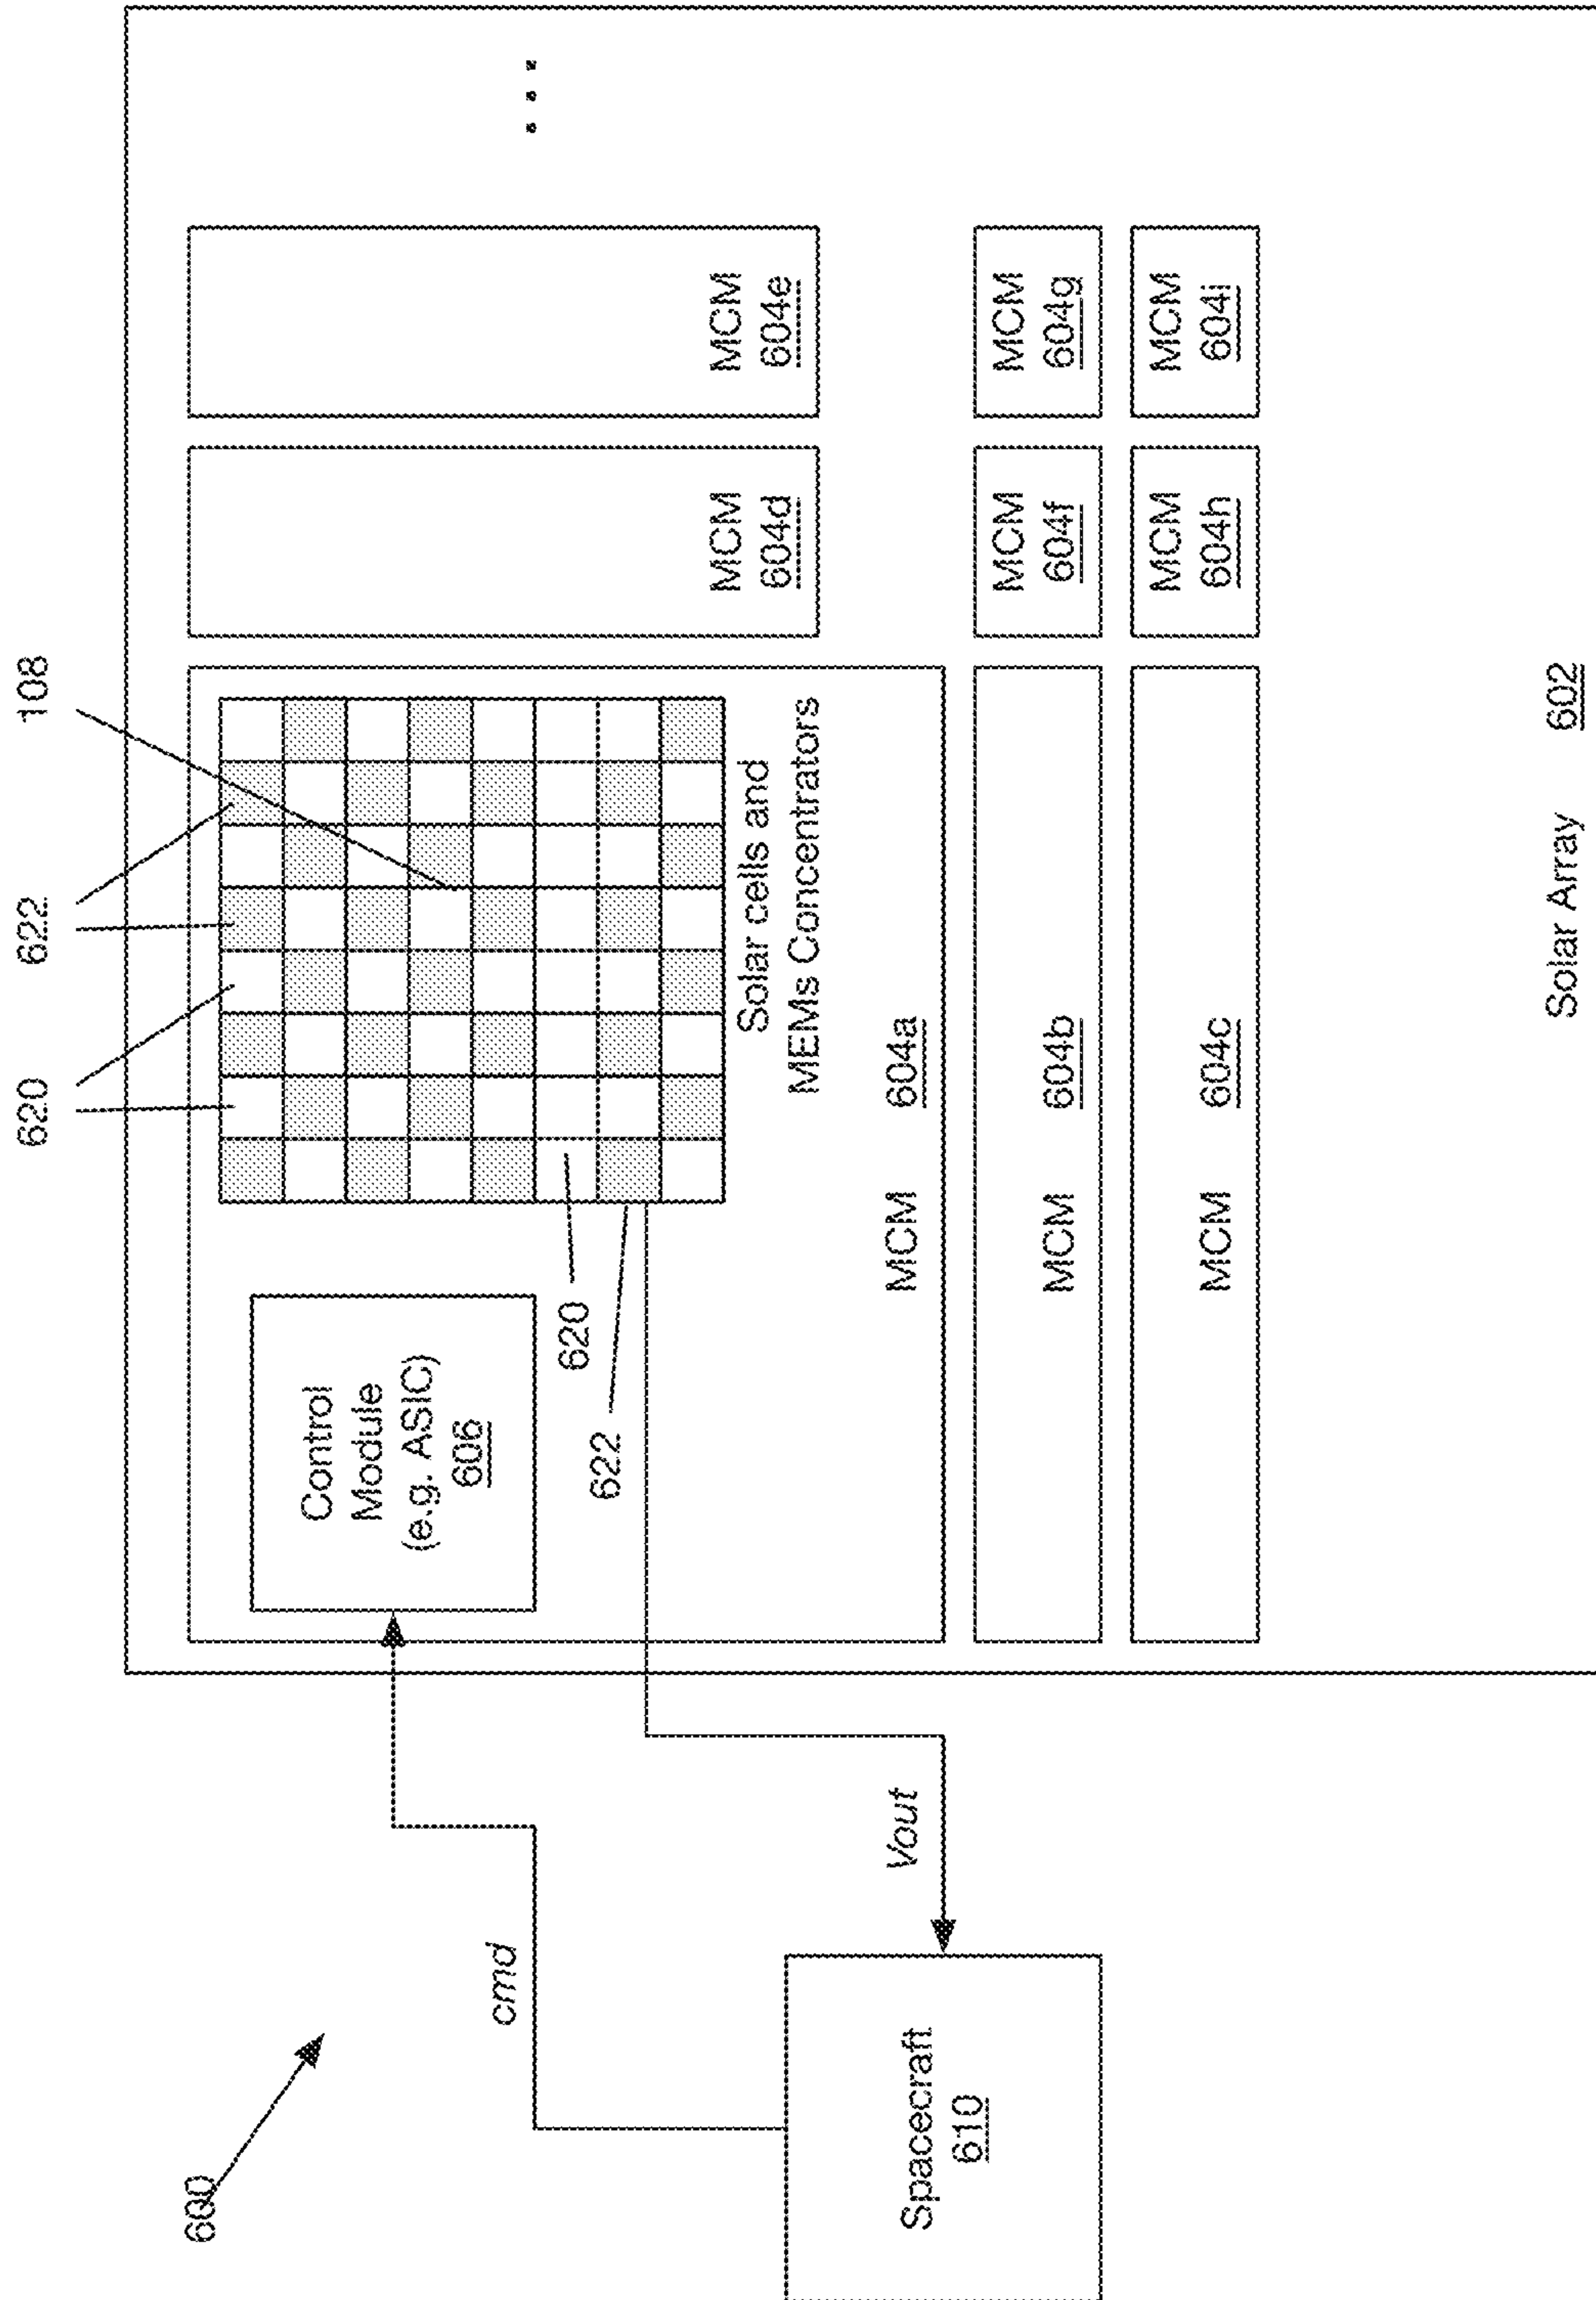 600
620
622
108
Control
Module
(e.g. ASIC)
606
620
622
Solar cells and
MEMs Concentrators
MCM 604a
MCM 604b
MCM 604c
MCM
604d
MCM
604e
MCM
604f
MCM
604g
MCM
604h
MCM
604i
cmd
Vout
Spacecraft
610
Solar Array 602